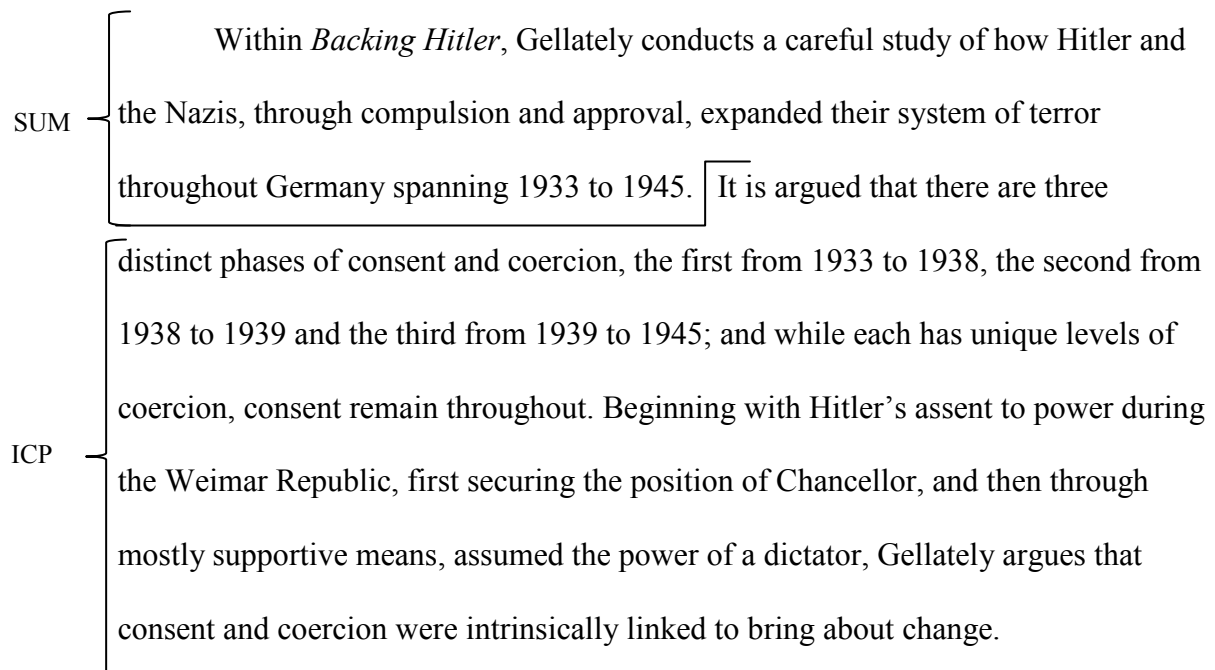 Within Backing Hitler, Gellately conducts a careful study of how Hitler and
SUM
the Nazis, through compulsion and approval, expanded their system of terror
throughout Germany spanning 1933 to 1945. It is argued that there are three
distinct phases of consent and coercion, the first from 1933 to 1938, the second from
1938 to 1939 and the third from 1939 to 1945; and while each has unique levels of
coercion, consent remain throughout. Beginning with Hitler’s assent to power during
ICP
the Weimar Republic, first securing the position of Chancellor, and then through
mostly supportive means, assumed the power of a dictator, Gellately argues that
consent and coercion were intrinsically linked to bring about change.